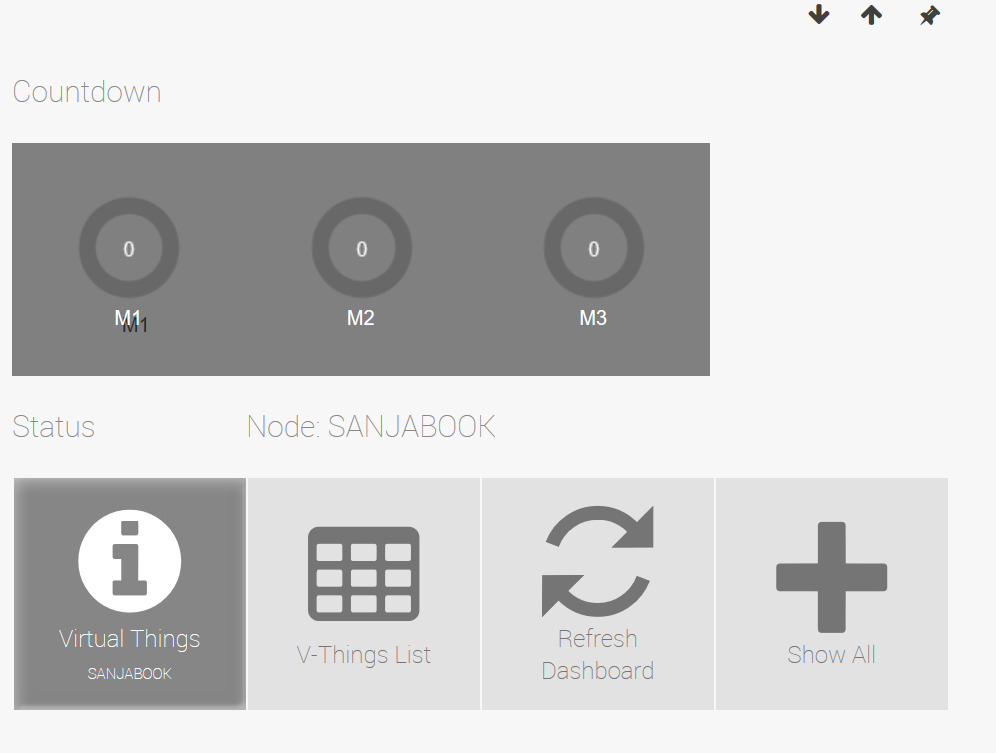 Countdown
0
0
0
M1
M1
M2
M3
Status
Node: SANJABOOK
Virtual Things
SANJABOOK
V-Things List
Refresh
Dashboard
Show All